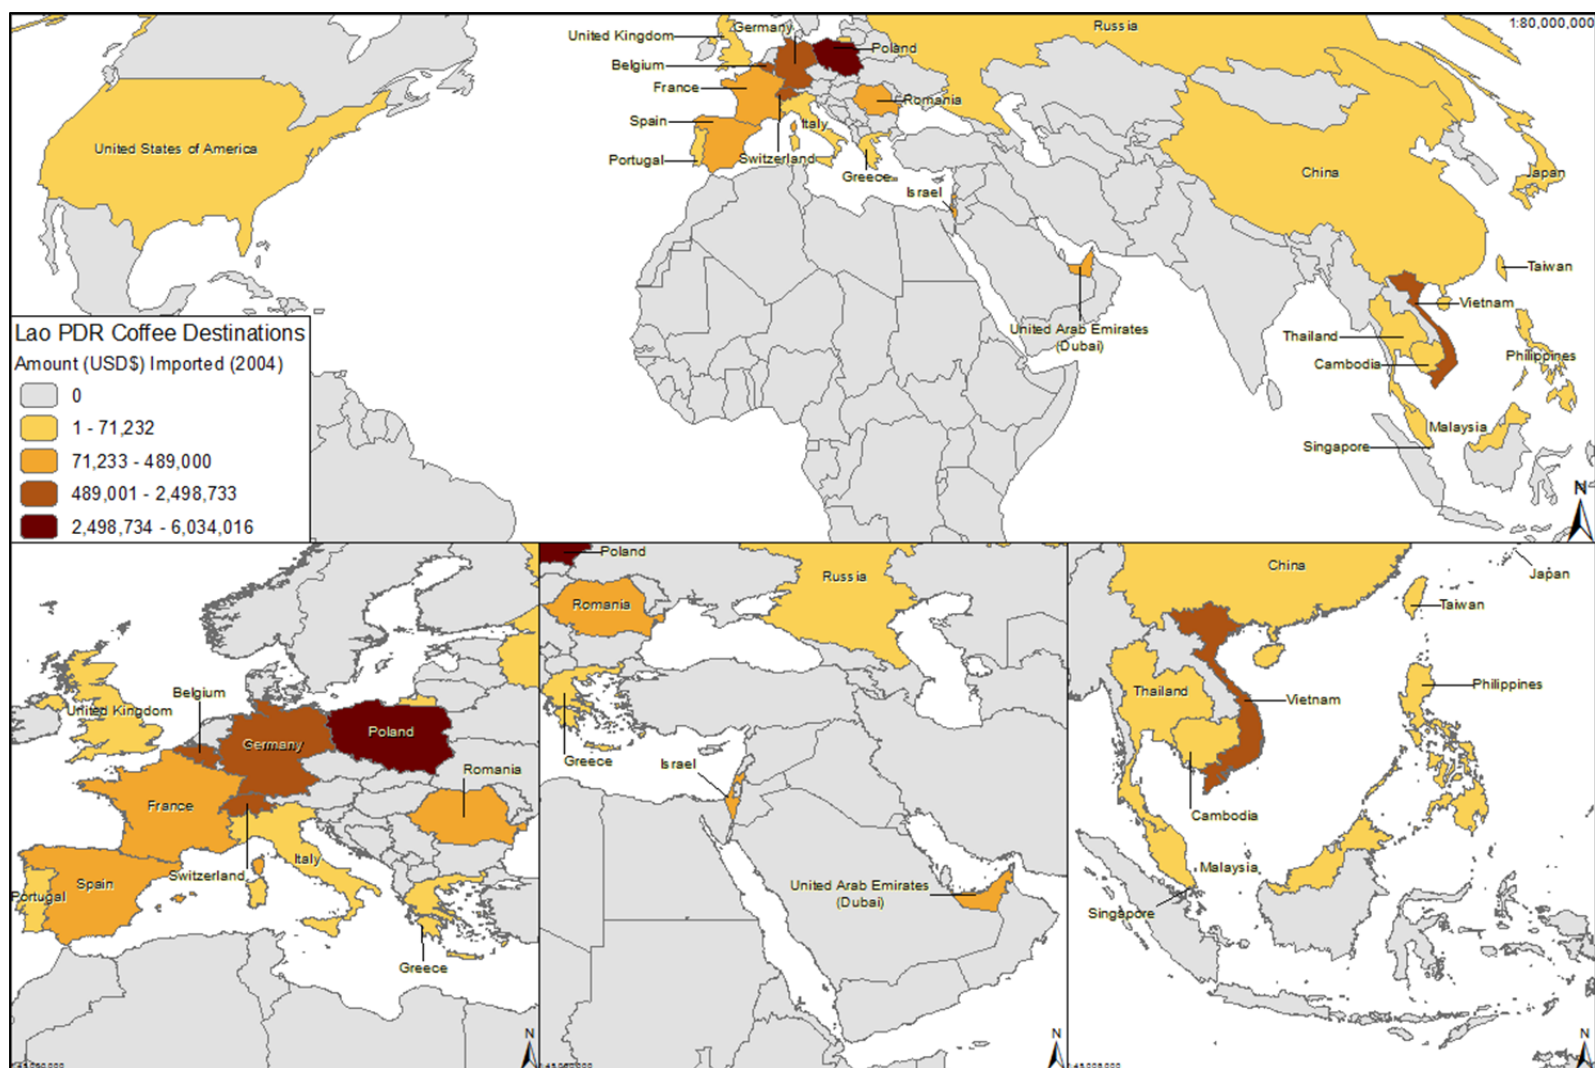 1:80,000,000
Russia
Germany
United Kingdom
Poland
Belgium
France
Romania
Spain
Italy
United States of America
Portugal
Switzerland
Greece
Israel
China
Japan
Taiwan
Vietnam
United Arab Emirates
(Dubai)
Thailand
Cambodia
Philippines
Malaysia
Singapore
N
Lao PDR Coffee Destinations
Amount (USD$) Imported (2004)
0
1 - 71,232
71,233 - 489,000
489,001 - 2,498,733
2,498,734 - 6,034,016
Belgium
United Kingdom
Germany
Poland
Romania
France
Italy
Switzerland
Spain
Portugal
Greece
N
Poland
Russia
Romania
Greece
Israel
United Arab Emirates
(Dubai)
N
China
Japan
Taiwan
Thailand
Philippines
Vietnam
Cambodia
Malaysia
Singapore
N